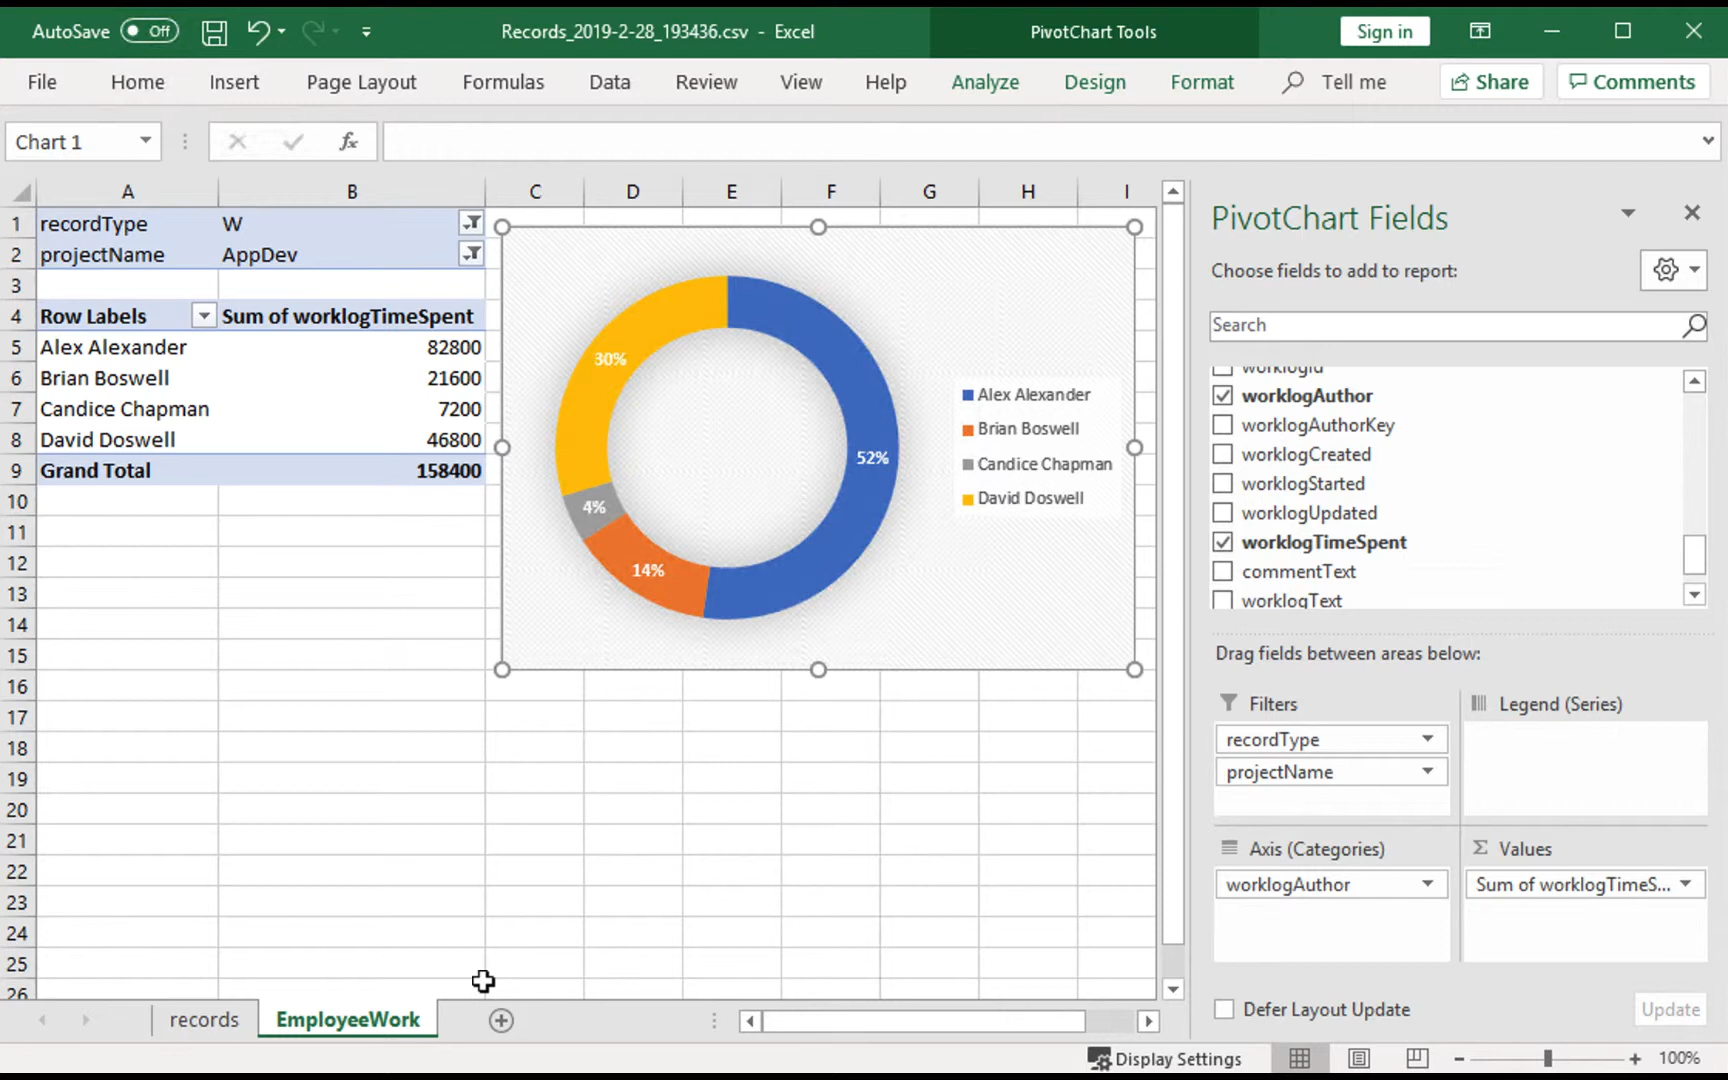 AutoSave Off Records_2019-2-28_193436.csv - Excel PivotChart Tools Sign in
File Home Insert Page Layout Formulas Data Review View Help Analyze Design Format Tell me Share Comments
Chart 1 fx
A B C D E F G H I
1 recordType W
2 projectName AppDev
3
4 Row Labels Sum of worklogTimeSpent
5 Alex Alexander 82800
6 Brian Boswell 21600
7 Candice Chapman 7200
8 David Doswell 46800
9 Grand Total 158400
10
11
12
13
14
15
16
17
18
19
20
21
22
23
24
25
26
30%
52%
4%
14%
Alex Alexander
Brian Boswell
Candice Chapman
David Doswell
PivotChart Fields
Choose fields to add to report:
Search
worklogId
worklogAuthor
worklogAuthorKey
worklogCreated
worklogStarted
worklogUpdated
worklogTimeSpent
commentText
worklogText
Drag fields between areas below:
Filters Legend (Series)
recordType
projectName
Axis (Categories) Σ Values
worklogAuthor Sum of worklogTimeS...
Defer Layout Update Update
records EmployeeWork
Display Settings 100%